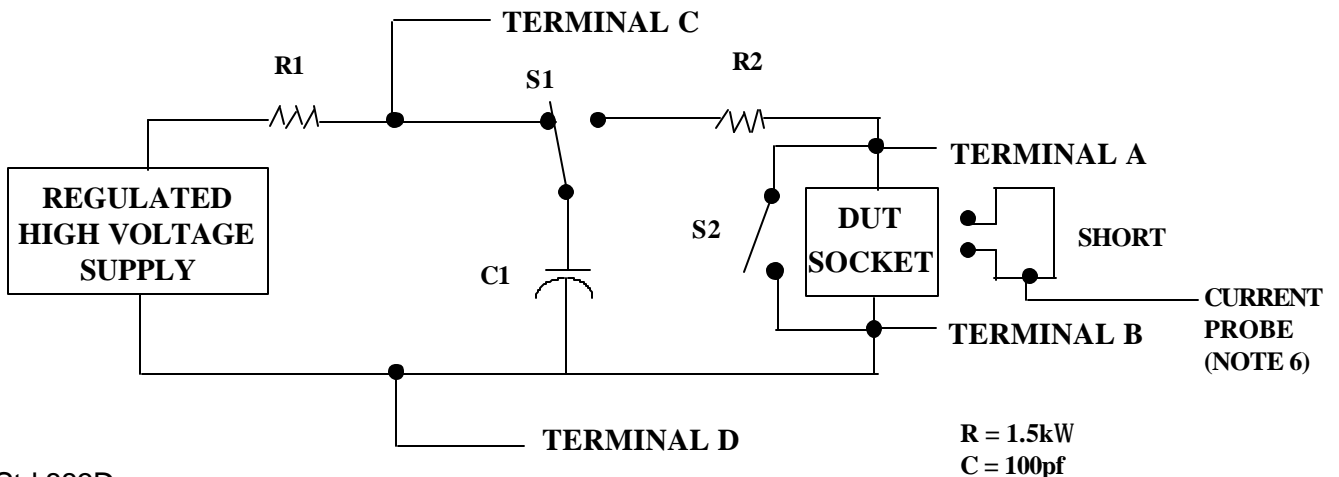 TERMINAL C
R1
S1
R2
TERMINAL A
REGULATED
HIGH VOLTAGE
SUPPLY
S2
DUT
SOCKET
SHORT
C1
CURRENT
PROBE
(NOTE 6)
TERMINAL B
TERMINAL D
R = 1.5kW
C = 100pf